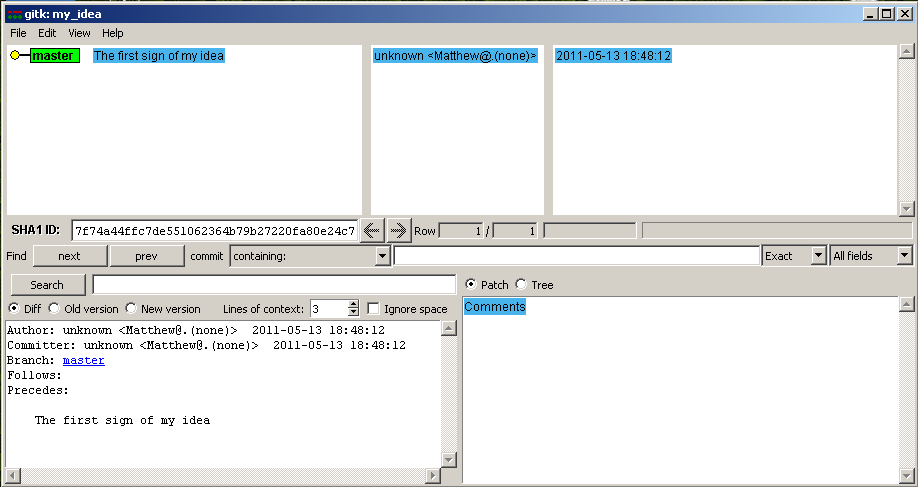 gitk: my_idea
File Edit View Help
master The first sign of my idea unknown <Matthew@.(none)> 2011-05-13 18:48:12
SHA1 ID: 7f74a44ffc7de551062364b79b27220fa80e24c7 Row 1 / 1
Find next prev commit containing: Exact All fields
Search Patch Tree
Diff Old version New version Lines of context: 3 Ignore space
Comments
Author: unknown <Matthew@.(none)> 2011-05-13 18:48:12
Committer: unknown <Matthew@.(none)> 2011-05-13 18:48:12
Branch: master
Follows:
Precedes:
The first sign of my idea